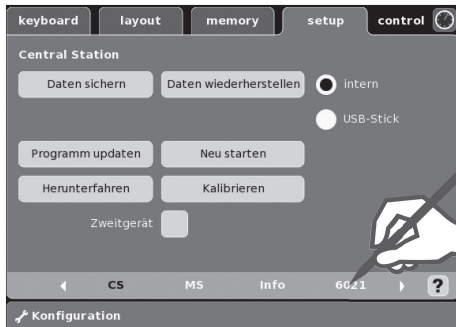 keyboard layout memory setup control
Central Station
Daten sichern Daten wiederherstellen intern
USB-Stick
Programm updaten Neu starten
Herunterfahren Kalibrieren
Zweitgerät
CS MS Info 6021 ?
Konfiguration